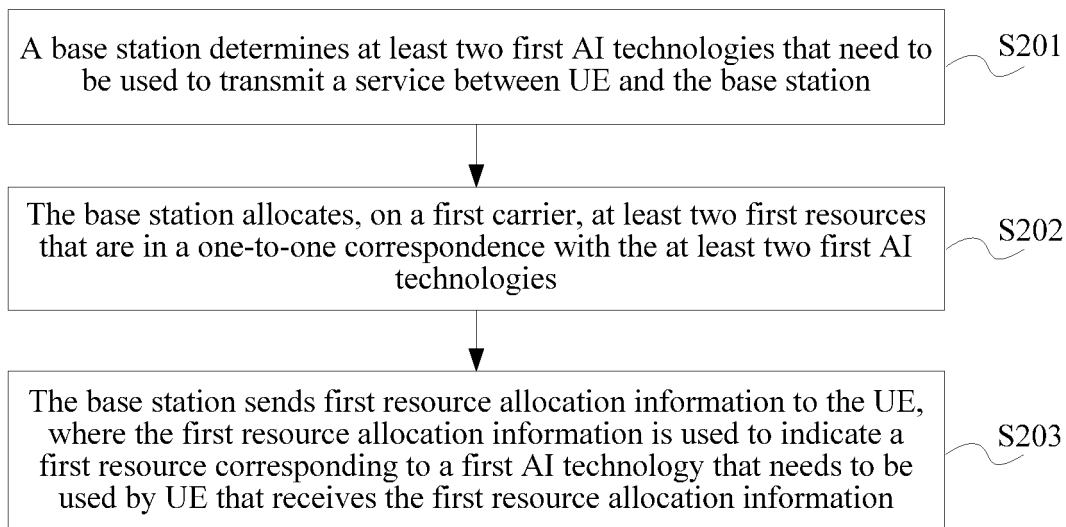 A base station determines at least two first AI technologies that need to
be used to transmit a service between UE and the base station
S201
The base station allocates, on a first carrier, at least two first resources
that are in a one-to-one correspondence with the at least two first AI
technologies
S202
The base station sends first resource allocation information to the UE,
where the first resource allocation information is used to indicate a
first resource corresponding to a first AI technology that needs to be
used by UE that receives the first resource allocation information
S203